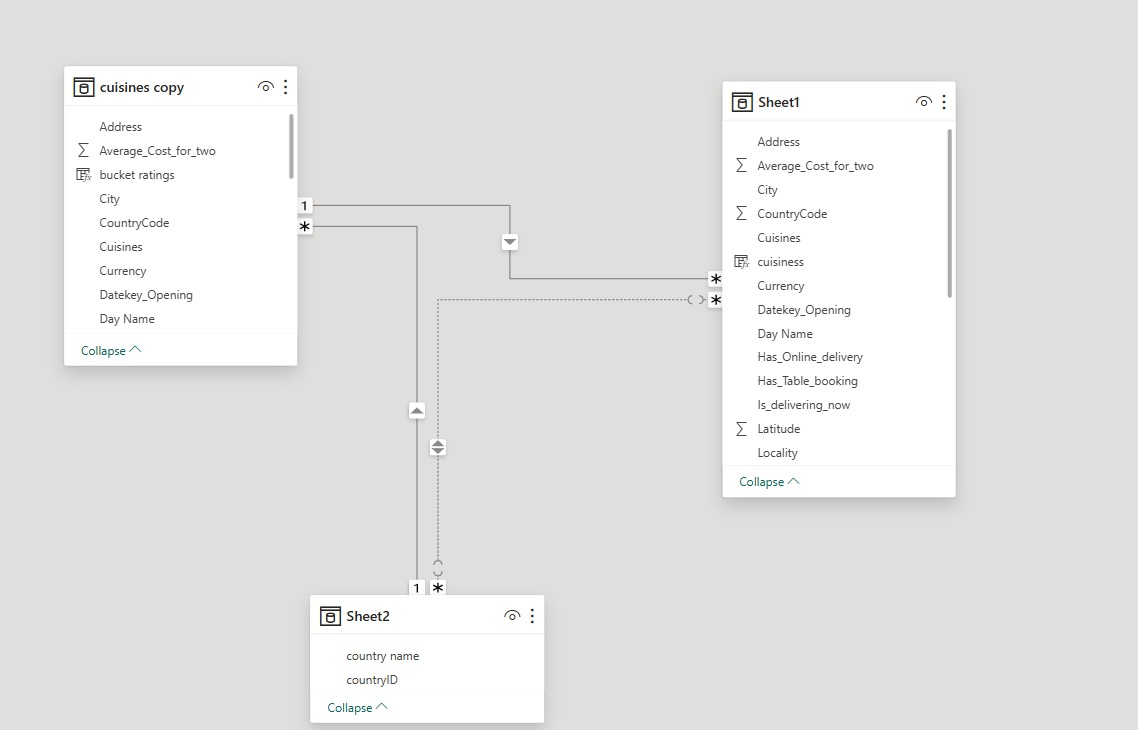 cuisines copy
Address
Average_Cost_for_two
bucket ratings
City
CountryCode
Cuisines
Currency
Datekey_Opening
Day Name
Collapse
1
*
Sheet1
Address
Average_Cost_for_two
City
CountryCode
Cuisines
cuisiness
Currency
Datekey_Opening
Day Name
Has_Online_delivery
Has_Table_booking
Is_delivering_now
Latitude
Locality
Collapse
*
*
1
*
Sheet2
country name
countryID
Collapse